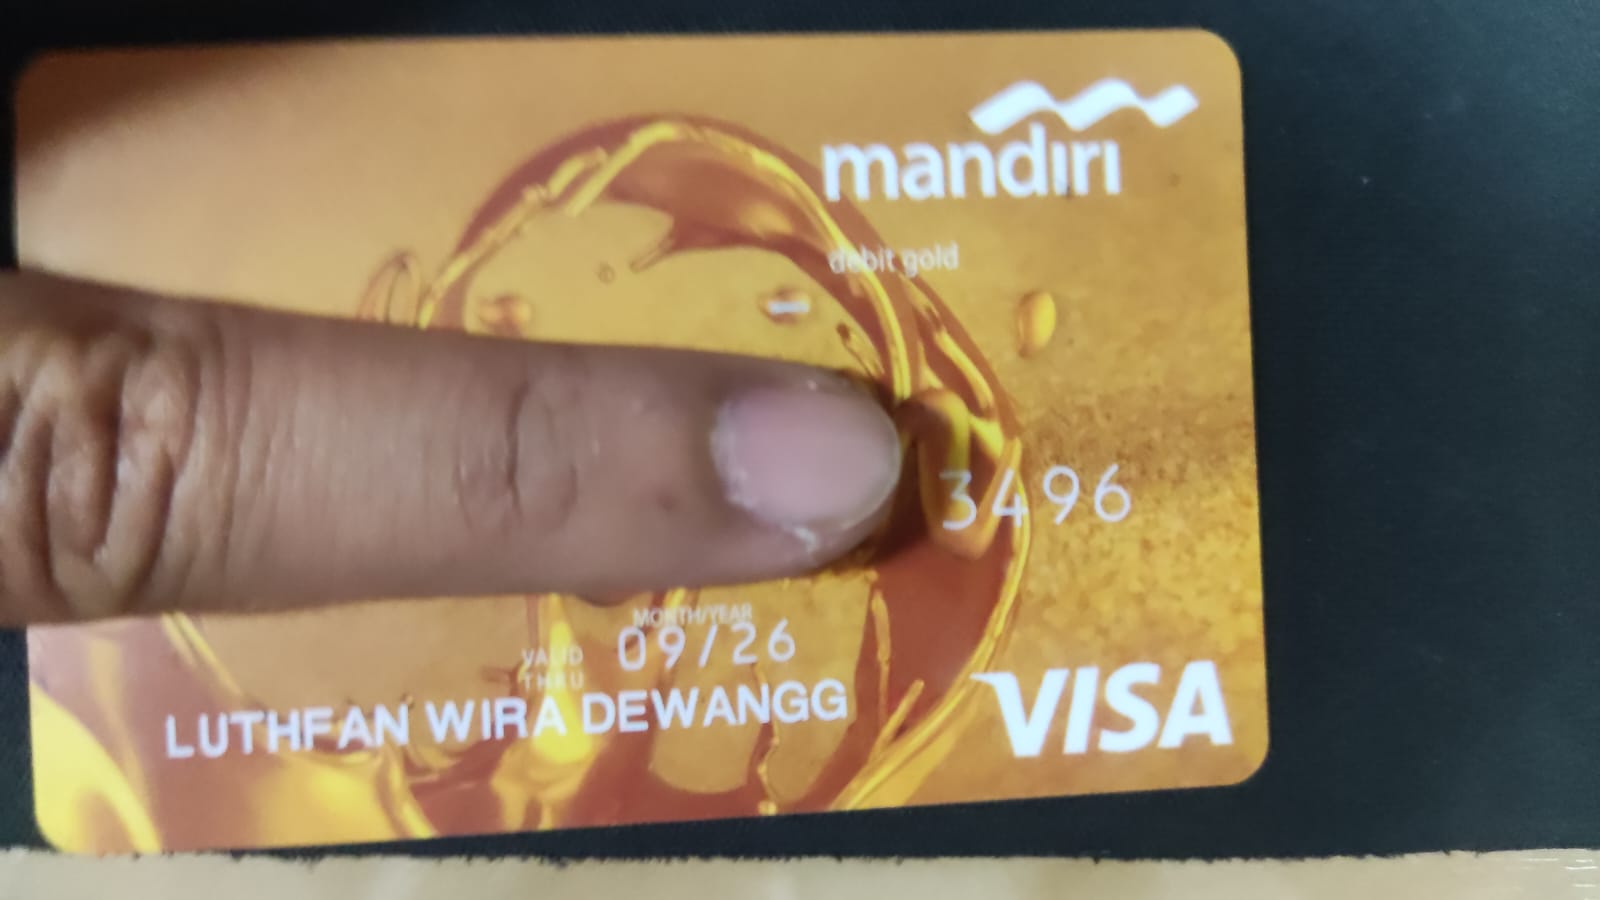 mandiri
debit gold
3496
MONTH/YEAR
VALID THRU 09/26
LUTHFAN WIRA DEWANGG
VISA